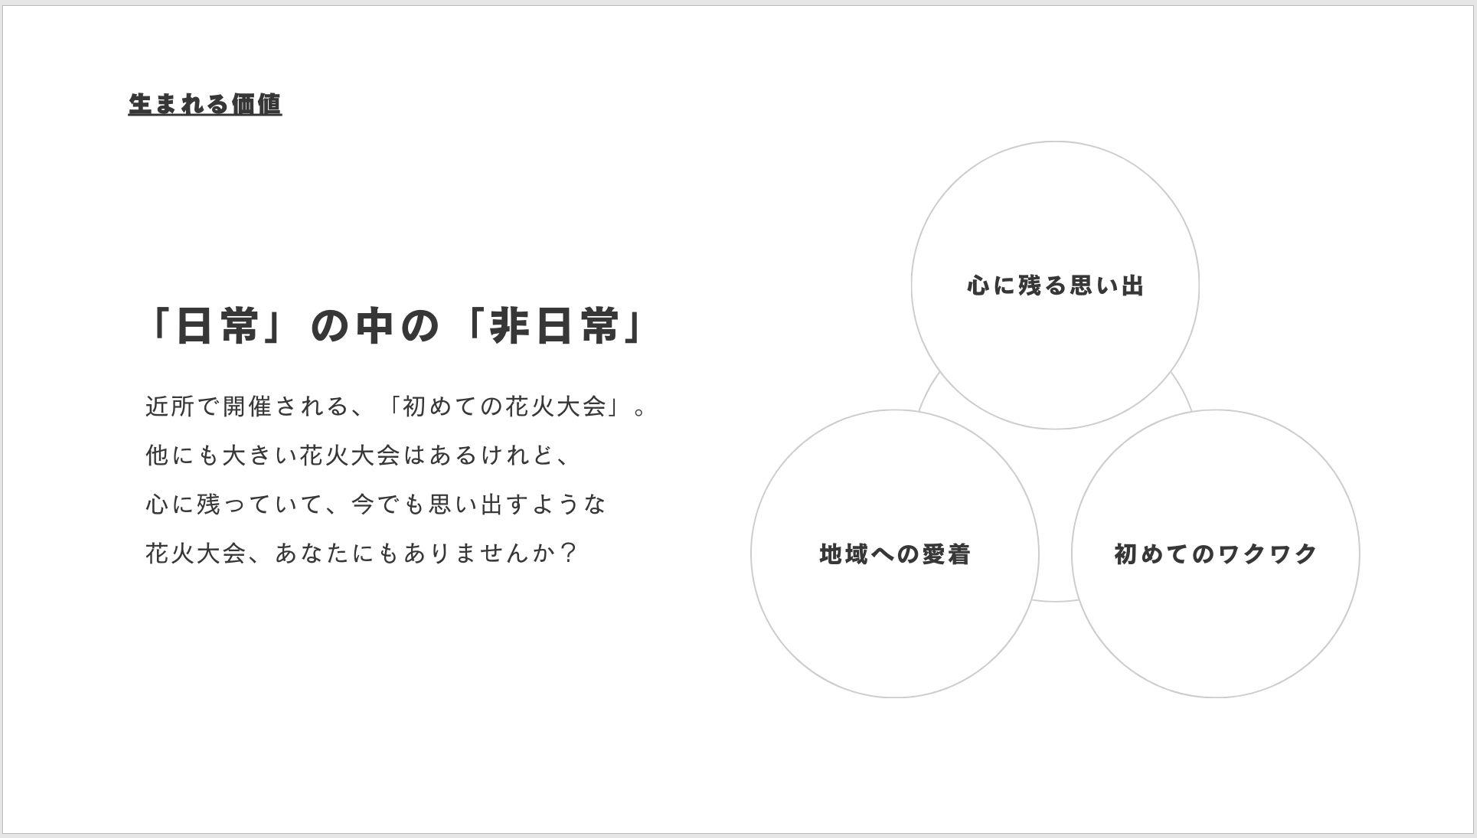 生まれる価値
「日常」の中の「非日常」
近所で開催される、「初めての花火大会」。
他にも大きい花火大会はあるけれど、
心に残っていて、今でも思い出すような
花火大会、あなたにもありませんか？
心に残る思い出
地域への愛着
初めてのワクワク